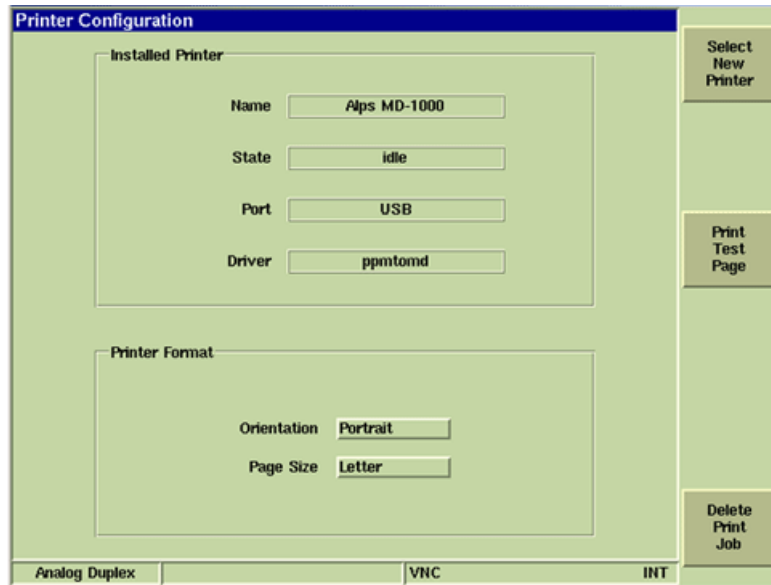 Printer Configuration
Installed Printer
Name Alps MD-1000
State idle
Port USB
Driver ppmtomd
Printer Format
Orientation Portrait
Page Size Letter
Select
New
Printer
Print
Test
Page
Delete
Print
Job
Analog Duplex VNC INT